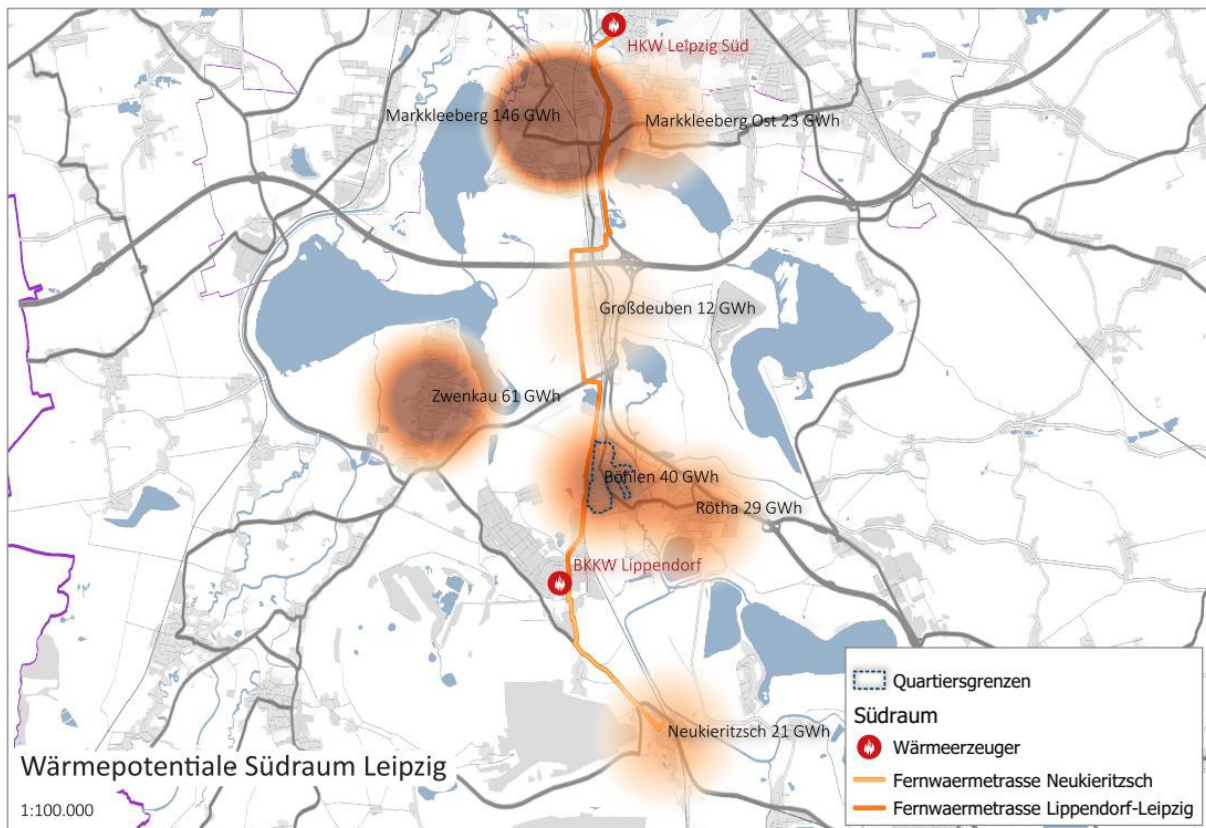 HKW Leipzig Süd
Markkleeberg 146 GWh
Markkleeberg Ost 23 GWh
Großdeuben 12 GWh
Zwenkau 61 GWh
Böhlen 40 GWh
Rötha 29 GWh
BKKW Lippendorf
Neukieritzsch 21 GWh
Wärmepotentiale Südraum Leipzig
1:100.000
Quartiersgrenzen
Südraum
Wärmeerzeuger
Fernwaermetrasse Neukieritzsch
Fernwaermetrasse Lippendorf-Leipzig